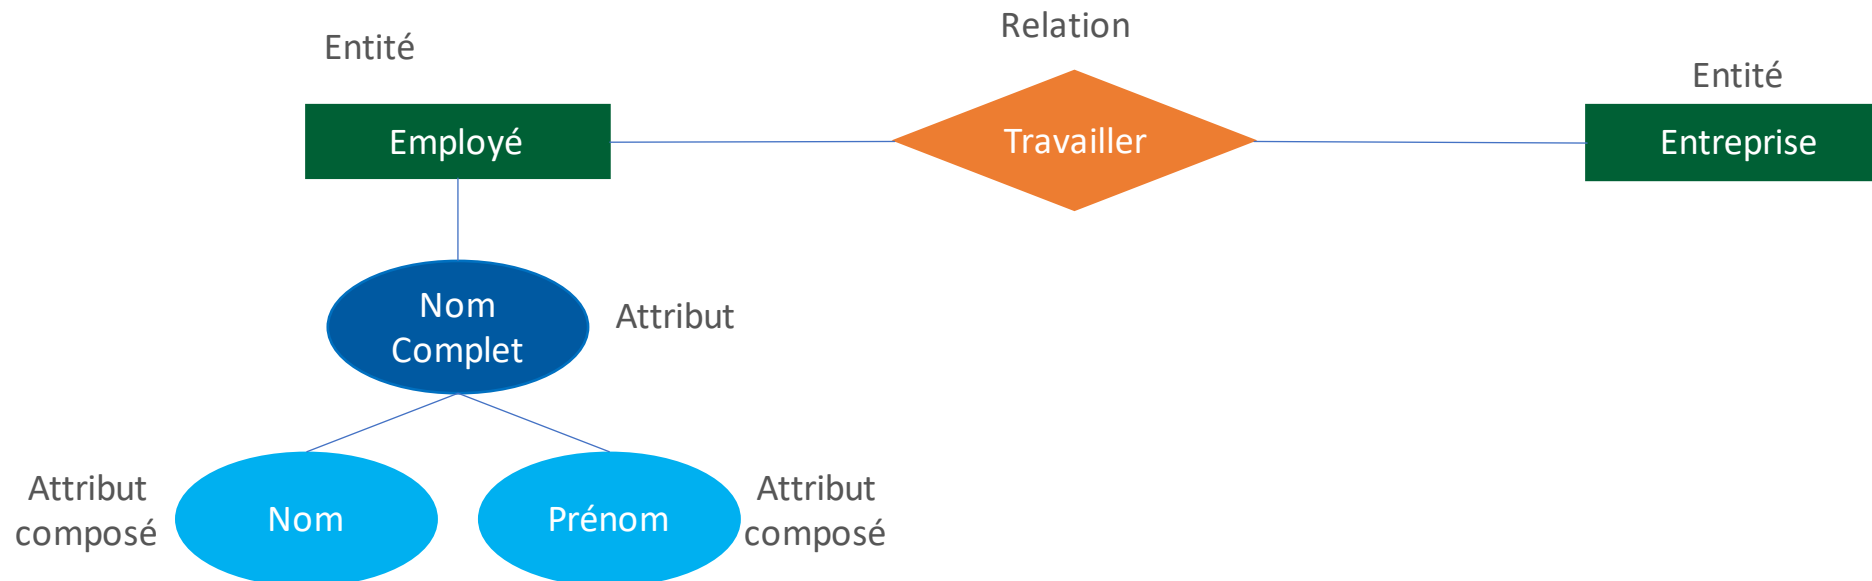 Relation
Entité
Entité
Employé
Travailler
Entreprise
Nom
Complet
Attribut
Attribut
composé
Nom
Prénom
Attribut
composé